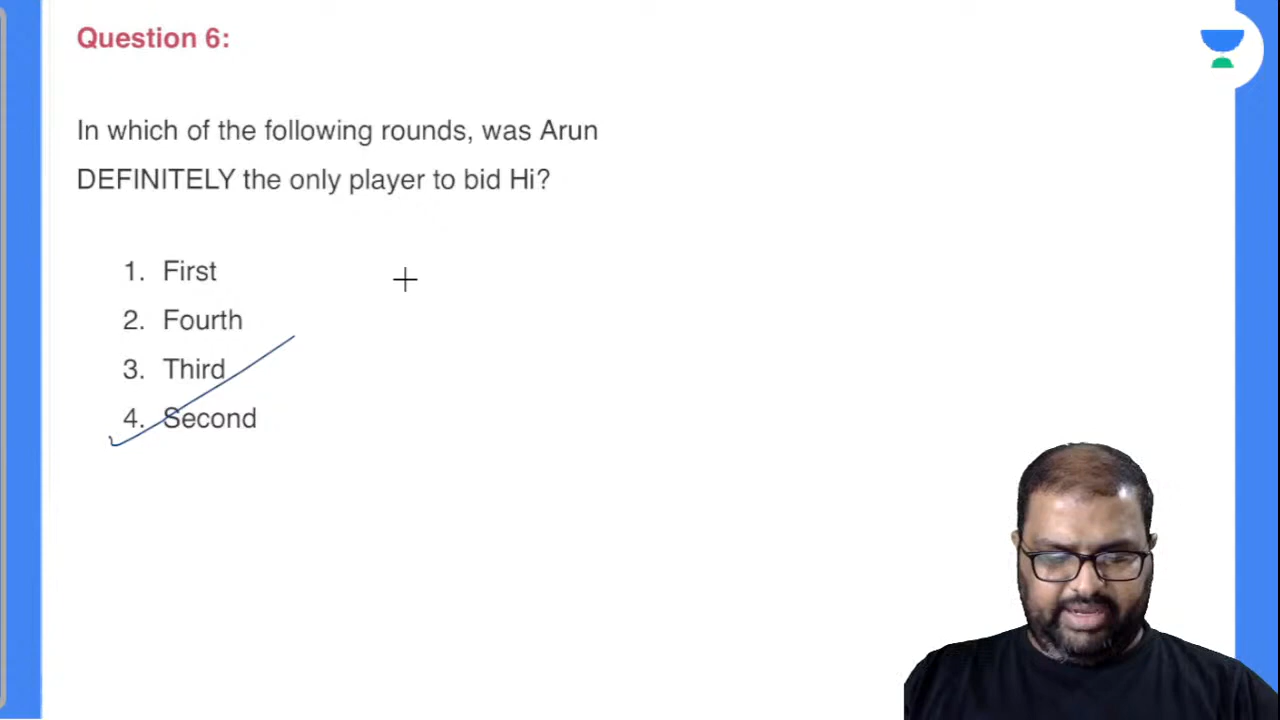 Question 6:
In which of the following rounds, was Arun
DEFINITELY the only player to bid Hi?
1. First
2. Fourth
3. Third
4. Second